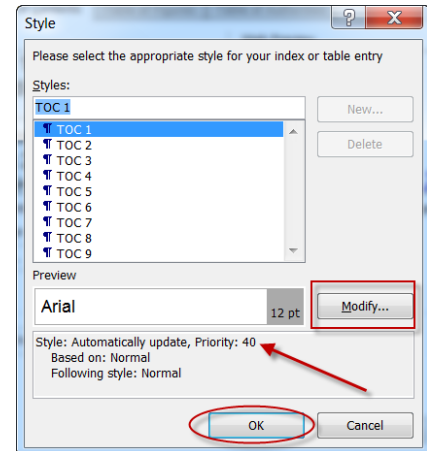 Style
Please select the appropriate style for your index or table entry
Styles:
TOC 1
New...
¶ TOC 1
¶ TOC 2
Delete
¶ TOC 3
¶ TOC 4
¶ TOC 5
¶ TOC 6
¶ TOC 7
¶ TOC 8
¶ TOC 9
Preview
Arial
12 pt
Modify...
Style: Automatically update, Priority: 40
Based on: Normal
Following style: Normal
OK
Cancel